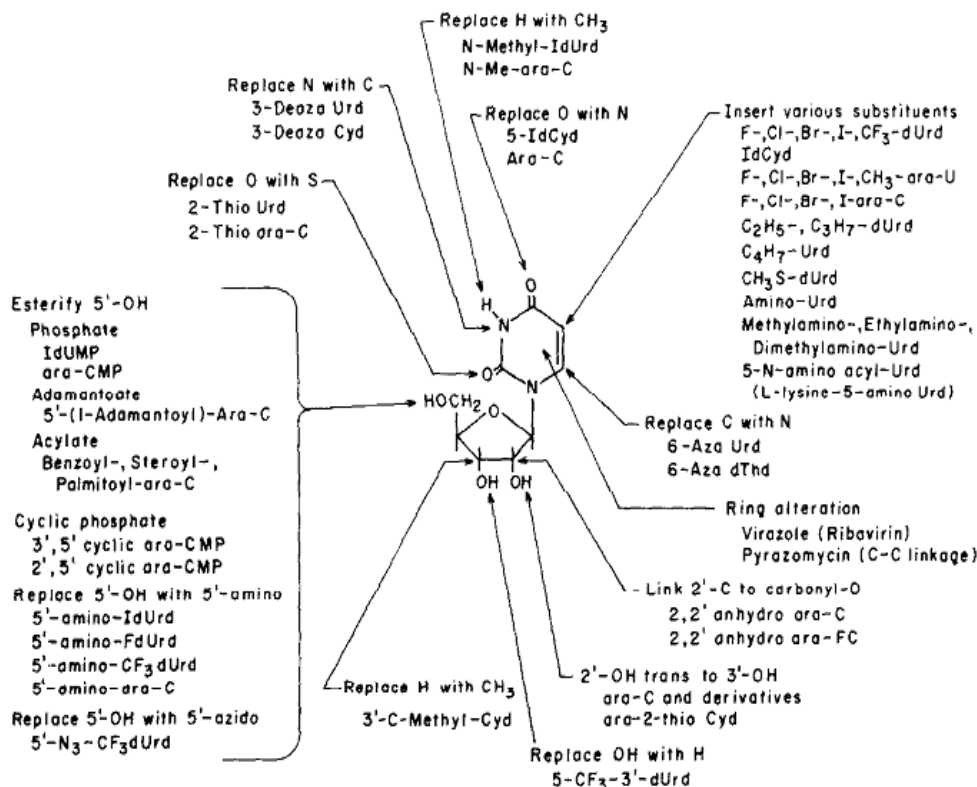 Replace H with CH3
N-Methyl-IdUrd
N-Me-ara-C
Replace N with C
3-Deaza Urd
3-Deaza Cyd
Replace O with N
5-IdCyd
Ara-C
Insert various substituents
F-,Cl-,Br-,I-,CF3-dUrd
IdCyd
F-,Cl-,Br-,I-,CH3-ara-U
F-,Cl-,Br-,I-ara-C
C2H5-, C3H7-dUrd
C4H7-Urd
CH3S-dUrd
Amino-Urd
Methylamino-,Ethylamino-,
Dimethylamino-Urd
5-N-amino acyl-Urd
(L-lysine-5-amino Urd)
Replace O with S
2-Thio Urd
2-Thio ara-C
Esterify 5'-OH
Phosphate
IdUMP
ara-CMP
Adamantoate
5'-(1-Adamantoyl)-Ara-C
Acylate
Benzoyl-, Steroyl-,
Palmitoyl-ara-C
Cyclic phosphate
3',5' cyclic ara-CMP
2',5' cyclic ara-CMP
Replace 5'-OH with 5'-amino
5'-amino-IdUrd
5'-amino-FdUrd
5'-amino-CF3dUrd
5'-amino-ara-C
Replace 5'-OH with 5'-azido
5'-N3-CF3dUrd
O
H
N
O
N
HOCH2
O
OH OH
Replace C with N
6-Aza Urd
6-Aza dThd
Ring alteration
Virazole (Ribavirin)
Pyrazomycin (C-C linkage)
Link 2'-C to carbonyl-O
2,2' anhydro ara-C
2,2' anhydro ara-FC
2'-OH trans to 3'-OH
ara-C and derivatives
ara-2-thio Cyd
Replace H with CH3
3'-C-Methyl-Cyd
Replace OH with H
5-CF3-3'-dUrd